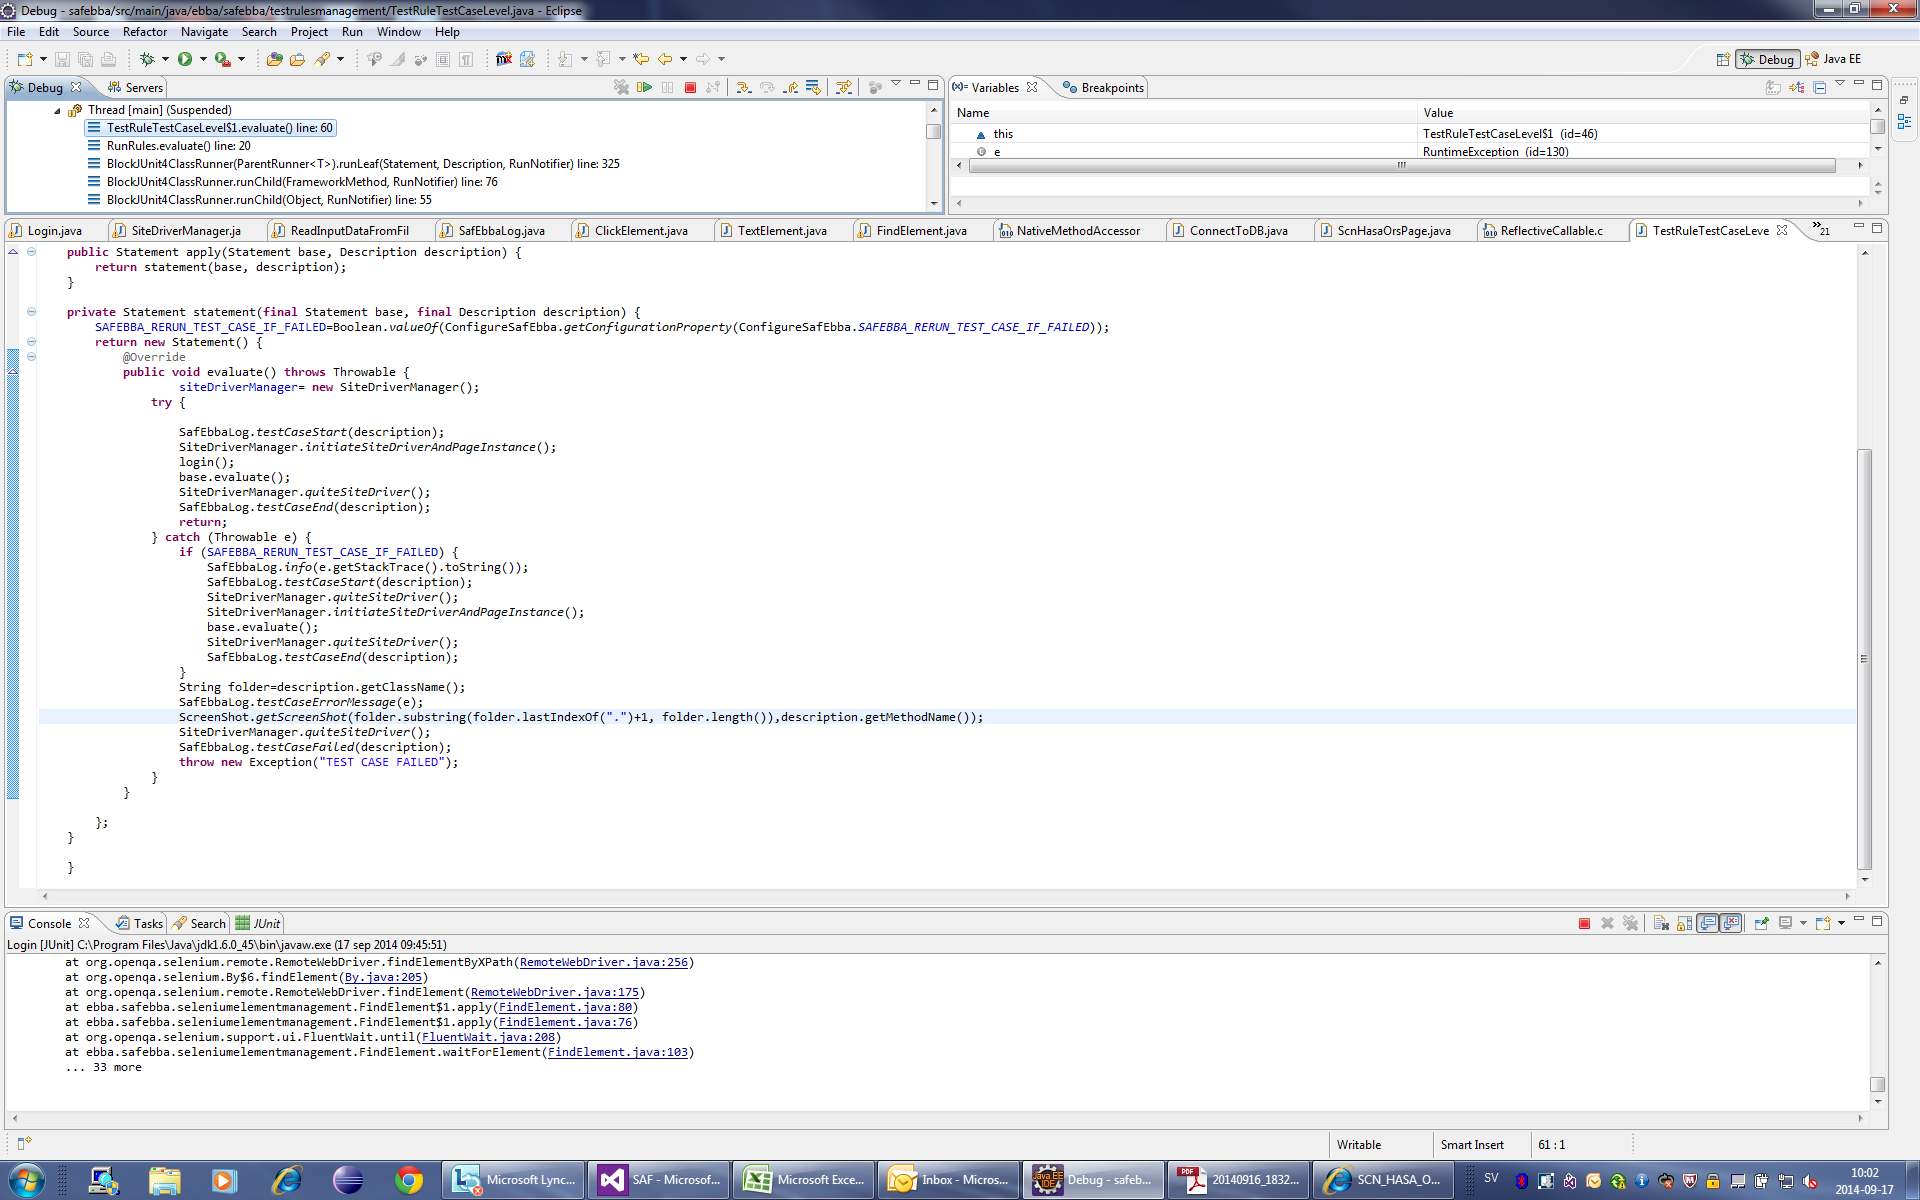 Debug - safebba/src/main/java/ebba/safebba/testrulesmanagement/TestRuleTestCaseLevel.java - Eclipse
File Edit Source Refactor Navigate Search Project Run Window Help
Debug Java EE
Debug Servers
Thread [main] (Suspended)
TestRuleTestCaseLevel$1.evaluate() line: 60
RunRules.evaluate() line: 20
BlockJUnit4ClassRunner(ParentRunner<T>).runLeaf(Statement, Description, RunNotifier) line: 325
BlockJUnit4ClassRunner.runChild(FrameworkMethod, RunNotifier) line: 76
BlockJUnit4ClassRunner.runChild(Object, RunNotifier) line: 55
(x)= Variables Breakpoints
Name Value
this TestRuleTestCaseLevel$1 (id=46)
e RuntimeException (id=130)
Login.java SiteDriverManager.ja ReadInputDataFromFil SafEbbaLog.java ClickElement.java TextElement.java FindElement.java NativeMethodAccessor ConnectToDB.java ScnHasaOrsPage.java ReflectiveCallable.c TestRuleTestCaseLeve »21
public Statement apply(Statement base, Description description) {
return statement(base, description);
}
private Statement statement(final Statement base, final Description description) {
SAFEBBA_RERUN_TEST_CASE_IF_FAILED=Boolean.valueOf(ConfigureSafEbba.getConfigurationProperty(ConfigureSafEbba.SAFEBBA_RERUN_TEST_CASE_IF_FAILED));
return new Statement() {
@Override
public void evaluate() throws Throwable {
siteDriverManager= new SiteDriverManager();
try {
SafEbbaLog.testCaseStart(description);
SiteDriverManager.initiateSiteDriverAndPageInstance();
login();
base.evaluate();
SiteDriverManager.quiteSiteDriver();
SafEbbaLog.testCaseEnd(description);
return;
} catch (Throwable e) {
if (SAFEBBA_RERUN_TEST_CASE_IF_FAILED) {
SafEbbaLog.info(e.getStackTrace().toString());
SafEbbaLog.testCaseStart(description);
SiteDriverManager.quiteSiteDriver();
SiteDriverManager.initiateSiteDriverAndPageInstance();
base.evaluate();
SiteDriverManager.quiteSiteDriver();
SafEbbaLog.testCaseEnd(description);
}
String folder=description.getClassName();
SafEbbaLog.testCaseErrorMessage(e);
ScreenShot.getScreenShot(folder.substring(folder.lastIndexOf(".")+1, folder.length()),description.getMethodName());
SiteDriverManager.quiteSiteDriver();
SafEbbaLog.testCaseFailed(description);
throw new Exception("TEST CASE FAILED");
}
}
};
}
}
Console Tasks Search JUnit
Login [JUnit] C:\Program Files\Java\jdk1.6.0_45\bin\javaw.exe (17 sep 2014 09:45:51)
at org.openqa.selenium.remote.RemoteWebDriver.findElementByXPath(RemoteWebDriver.java:256)
at org.openqa.selenium.By$6.findElement(By.java:205)
at org.openqa.selenium.remote.RemoteWebDriver.findElement(RemoteWebDriver.java:175)
at ebba.safebba.seleniumelementmanagement.FindElement$1.apply(FindElement.java:80)
at ebba.safebba.seleniumelementmanagement.FindElement$1.apply(FindElement.java:76)
at org.openqa.selenium.support.ui.FluentWait.until(FluentWait.java:208)
at ebba.safebba.seleniumelementmanagement.FindElement.waitForElement(FindElement.java:103)
... 33 more
Writable Smart Insert 61 : 1
Microsoft Lync... SAF - Microsof... Microsoft Exce... Inbox - Micros... Debug - safeb... 20140916_1832... SCN_HASA_O... SV 10:02
2014-09-17